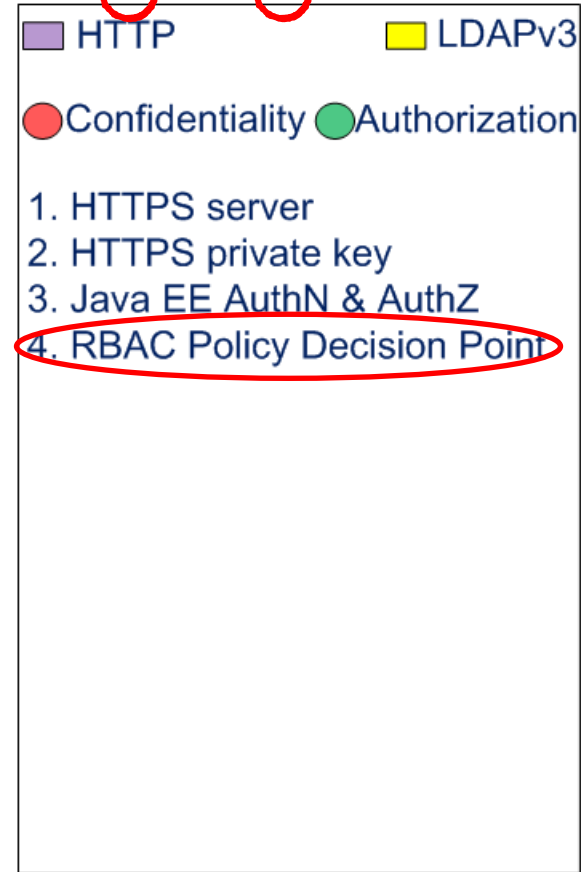 HTTP LDAPv3
Confidentiality Authorization
1. HTTPS server
2. HTTPS private key
3. Java EE AuthN & AuthZ
4. RBAC Policy Decision Point